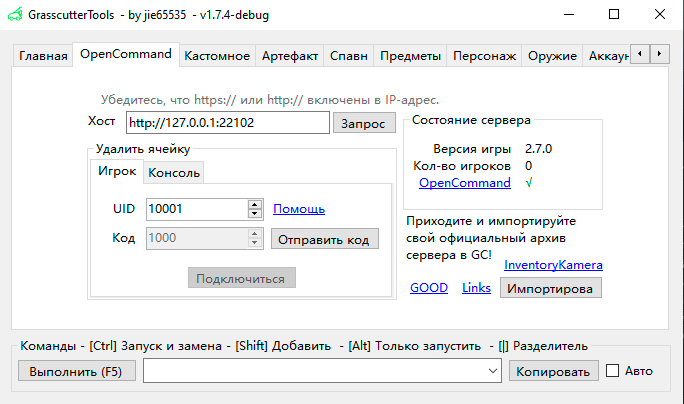 GrasscutterTools - by jie65535 - v1.7.4-debug
Главная OpenCommand Кастомное Артефакт Спавн Предметы Персонаж Оружие Аккаун
Убедитесь, что https:// или http:// включены в IP-адрес.
Хост http://127.0.0.1:22102 Запрос
Состояние сервера
Версия игры 2.7.0
Кол-во игроков 0
OpenCommand √
Удалить ячейку
Игрок Консоль
UID 10001 Помощь
Код 1000 Отправить код
Подключиться
Приходите и импортируйте
свой официальный архив
сервера в GC!
InventoryKamera
GOOD Links Импортирова
Команды - [Ctrl] Запуск и замена - [Shift] Добавить - [Alt] Только запустить - [|] Разделитель
Выполнить (F5) Копировать Авто